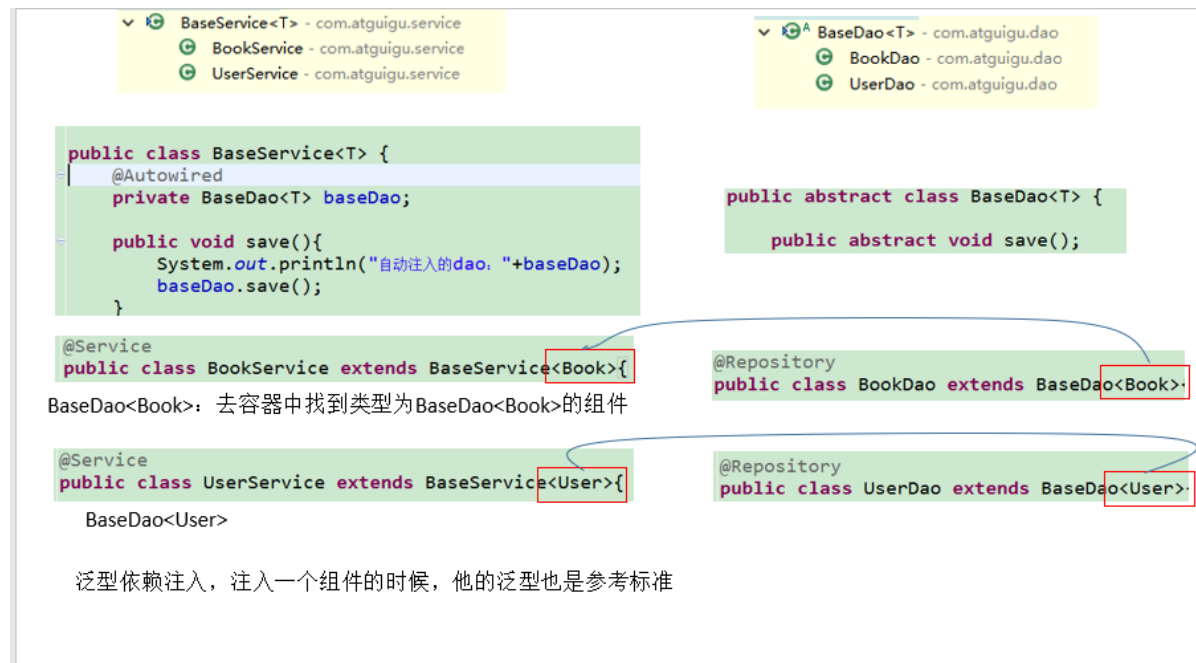 BaseService<T> - com.atguigu.service
BookService - com.atguigu.service
UserService - com.atguigu.service
BaseDao<T> - com.atguigu.dao
BookDao - com.atguigu.dao
UserDao - com.atguigu.dao
public class BaseService<T> {
@Autowired
private BaseDao<T> baseDao;
public void save(){
System.out.println("自动注入的dao："+baseDao);
baseDao.save();
}
public abstract class BaseDao<T> {
public abstract void save();
@Service
public class BookService extends BaseService<Book>{
@Repository
public class BookDao extends BaseDao<Book>{
BaseDao<Book>：去容器中找到类型为BaseDao<Book>的组件
@Service
public class UserService extends BaseService<User>{
@Repository
public class UserDao extends BaseDao<User>{
BaseDao<User>
泛型依赖注入，注入一个组件的时候，他的泛型也是参考标准